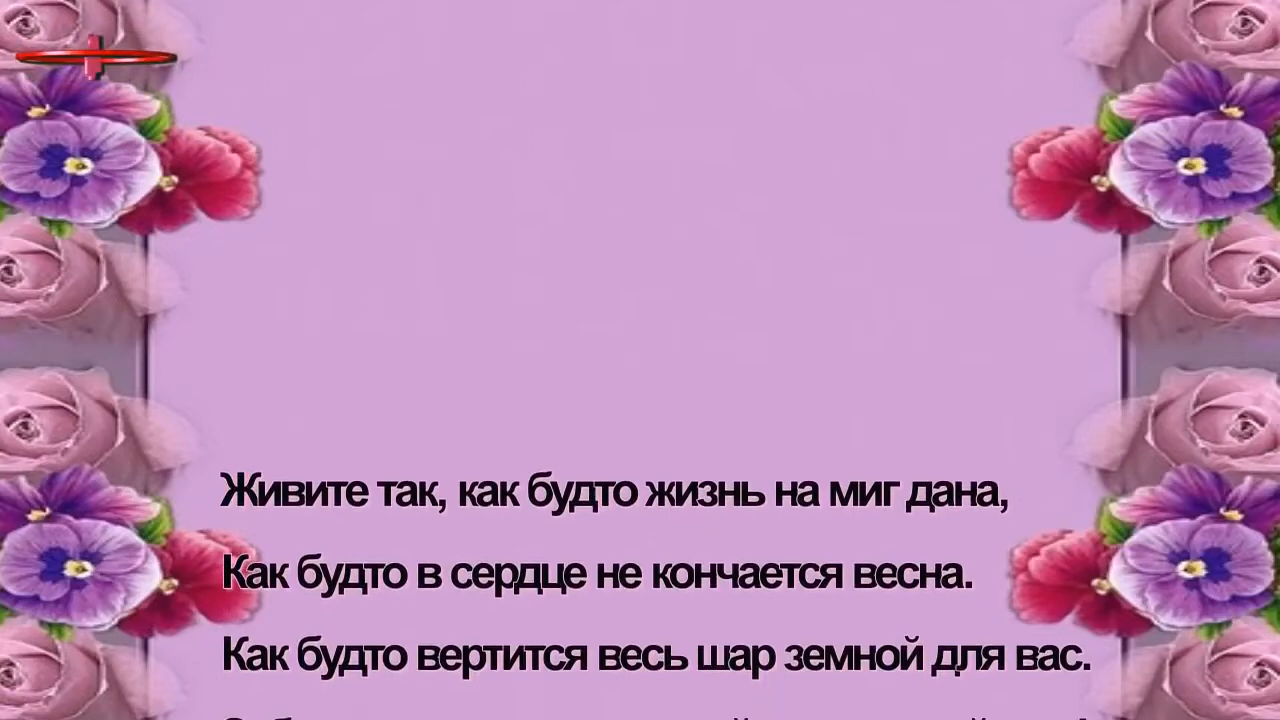 Живите так, как будто жизнь на миг дана,
Как будто в сердце не кончается весна.
Как будто вертится весь шар земной для вас.